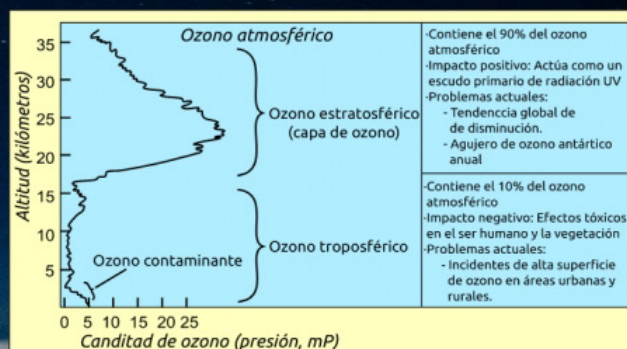 Ozono atmosférico
Altitud (kilómetros)
35
30
25
20
15
10
5
Ozono estratosférico
(capa de ozono)
Ozono troposférico
Ozono contaminante
0 5 10 15 20 25
Canditad de ozono (presión, mP)
·Contiene el 90% del ozono
atmosférico
·Impacto positivo: Actúa como un
escudo primario de radiación UV
·Problemas actuales:
- Tendenccia global de
de disminución.
- Agujero de ozono antártico
anual
·Contiene el 10% del ozono
atmosférico
·Impacto negativo: Efectos tóxicos
en el ser humano y la vegetación
·Problemas actuales:
- Incidentes de alta superficie
de ozono en áreas urbanas y
rurales.